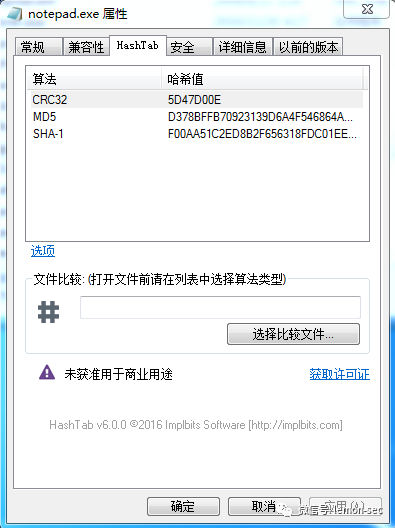 notepad.exe 属性
常规 兼容性 HashTab 安全 详细信息 以前的版本
算法 哈希值
CRC32 5D47D00E
MD5 D378BFFB70923139D6A4F546864A...
SHA-1 F00AA51C2ED8B2F656318FDC01EE...
选项
文件比较: (打开文件前请在列表中选择算法类型)
选择比较文件...
未获准用于商业用途 获取许可证
HashTab v6.0.0 ©2016 Implbits Software [http://implbits.com]
确定 取消 应用(A)
微信号: lemon-sec